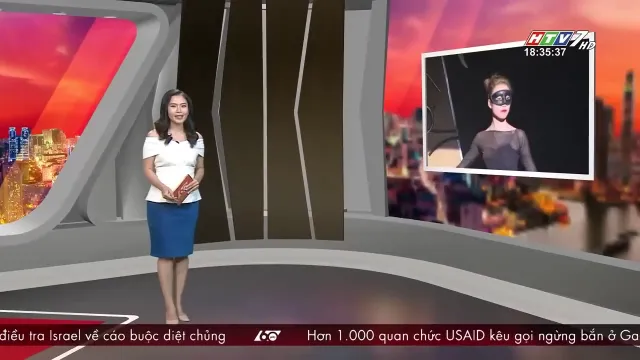 HTV7 HD
18:35:37
điều tra Israel về cáo buộc diệt chủng 60 Hơn 1.000 quan chức USAID kêu gọi ngừng bắn ở Ga